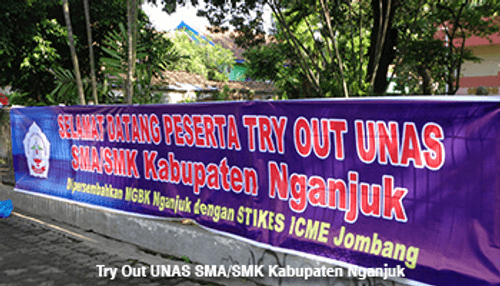 SELAMAT DATANG PESERTA TRY OUT UNAS
SMA/SMK Kabupaten Nganjuk
Dipersembahkan MGBK Nganjuk dengan STIKES ICME Jombang
Try Out UNAS SMA/SMK Kabupaten Nganjuk